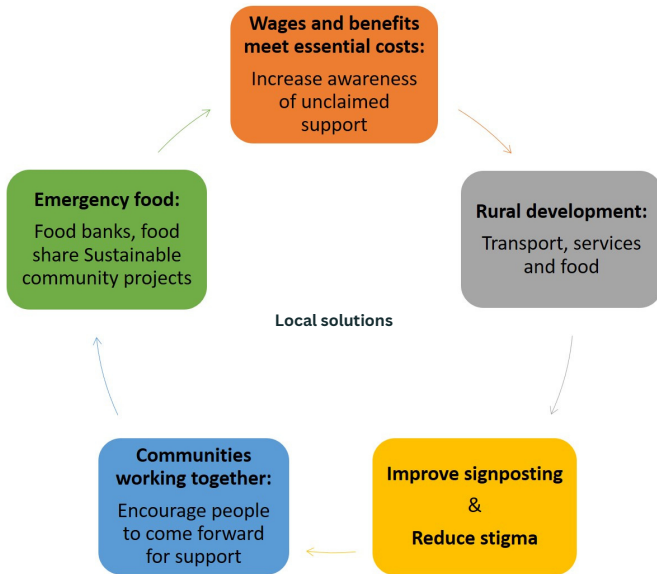 Wages and benefits
meet essential costs:
Increase awareness
of unclaimed
support
Rural development:
Transport, services
and food
Improve signposting
&
Reduce stigma
Communities
working together:
Encourage people
to come forward
for support
Emergency food:
Food banks, food
share Sustainable
community projects
Local solutions